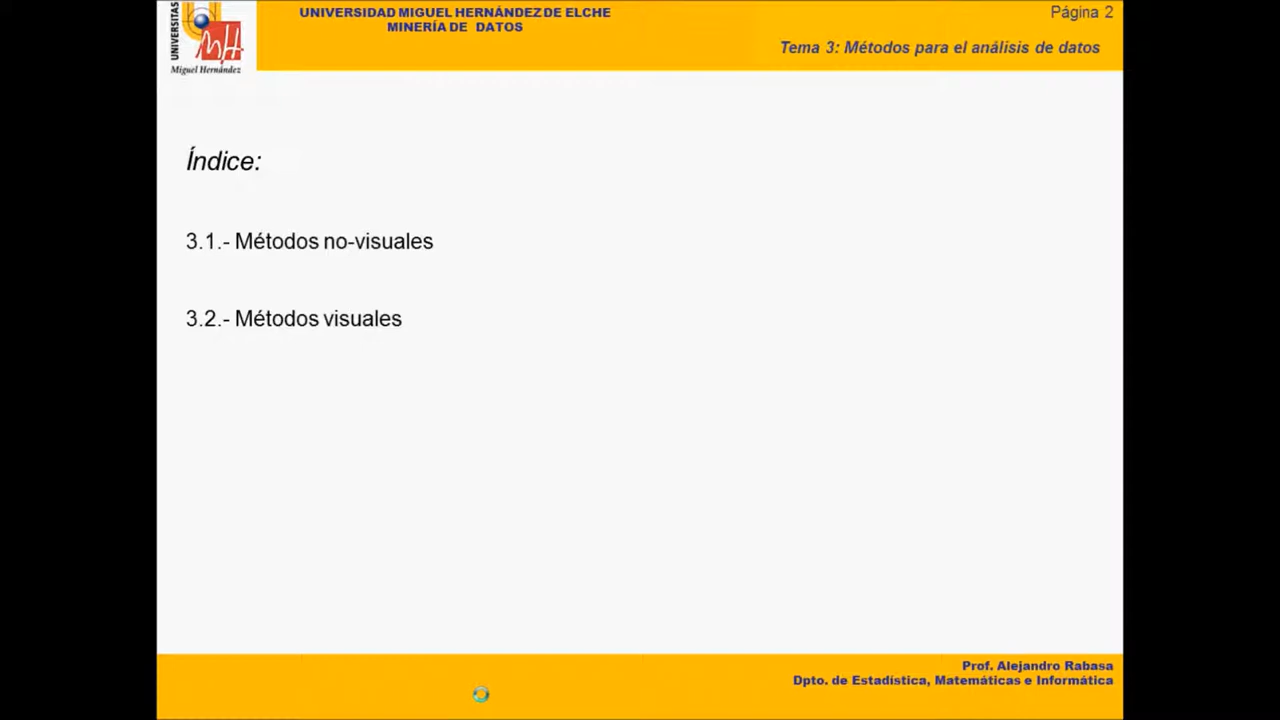 UNIVERSITAS
Miguel Hernández
UNIVERSIDAD MIGUEL HERNÁNDEZ DE ELCHE
MINERÍA DE DATOS
Página 2
Tema 3: Métodos para el análisis de datos
Índice:
3.1.- Métodos no-visuales
3.2.- Métodos visuales
Prof. Alejandro Rabasa
Dpto. de Estadística, Matemáticas e Informática